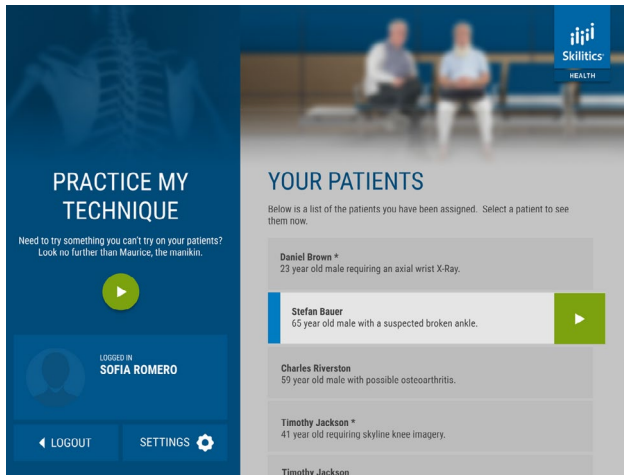 Skilitics
HEALTH
PRACTICE MY
TECHNIQUE
Need to try something you can't try on your patients?
Look no further than Maurice, the manikin.
LOGGED IN
SOFIA ROMERO
LOGOUT
SETTINGS
YOUR PATIENTS
Below is a list of the patients you have been assigned. Select a patient to see
them now.
Daniel Brown *
23 year old male requiring an axial wrist X-Ray.
Stefan Bauer
65 year old male with a suspected broken ankle.
Charles Riverston
59 year old male with possible osteoarthritis.
Timothy Jackson *
41 year old requiring skyline knee imagery.
Timothy Jackson